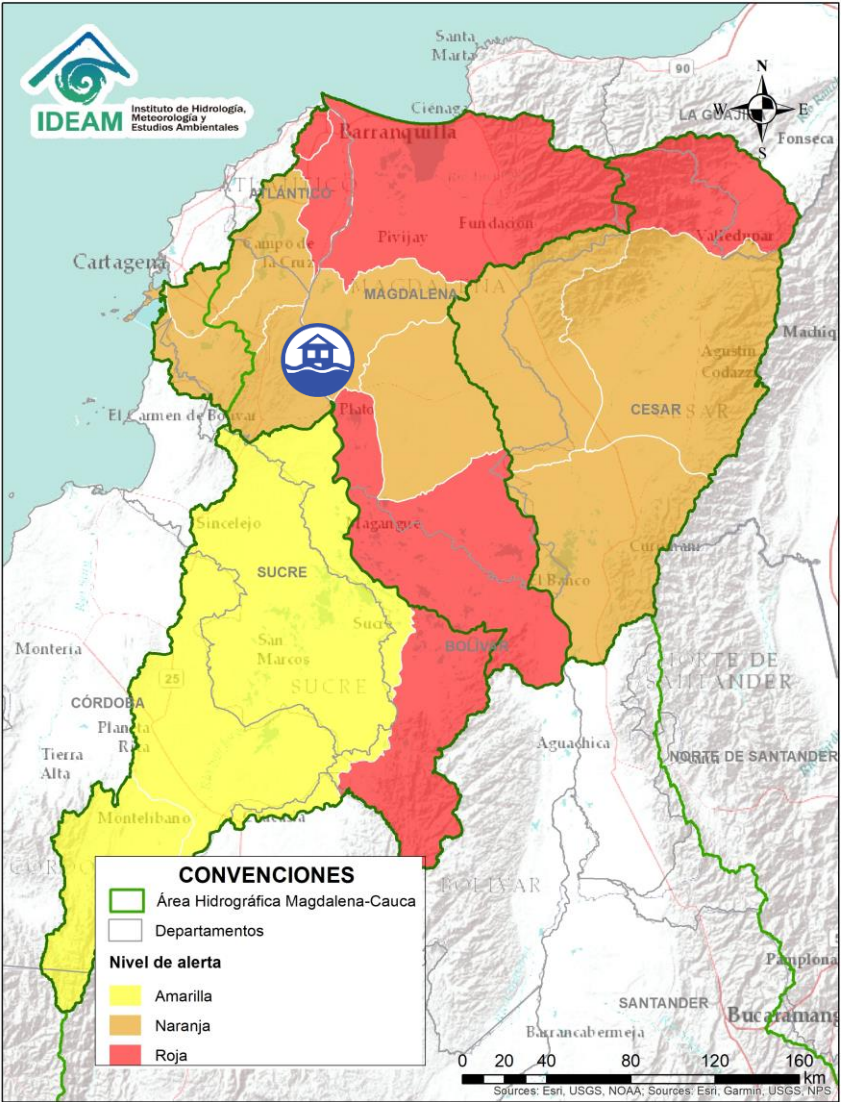 IDEAM
Instituto de Hidrología,
Meteorología y
Estudios Ambientales
Santa
Marta
90
N
W
E
S
Ciénaga
LA GUAJI
Fonseca
Barranquilla
ATLÁNTICO
Valledupar
Pivijay
Fundación
Campo de
la Cruz
Cartagena
MAGDALENA
Machiq
Agustín
Codazzi
CESAR
CESAR
El Carmen de Bolívar
Plato
Sincelejo
Magangué
SUCRE
Curumaní
El Banco
Sucre
Montería
San
Marcos
BOLÍVAR
SUCRE
NORTE DE
SANTANDER
25
CÓRDOBA
Planeta
Rica
Tierra
Alta
Aguachica
NORTE DE SANTANDER
Montelíbano
BOLÍVAR
CONVENCIONES
Área Hidrográfica Magdalena-Cauca
Departamentos
Nivel de alerta
Amarilla
Naranja
Roja
Pamplona
SANTANDER
Bucaramang
Barrancabermeja
0 20 40 80 120 160
km
Sources: Esri, USGS, NOAA; Sources: Esri, Garmin, USGS, NPS